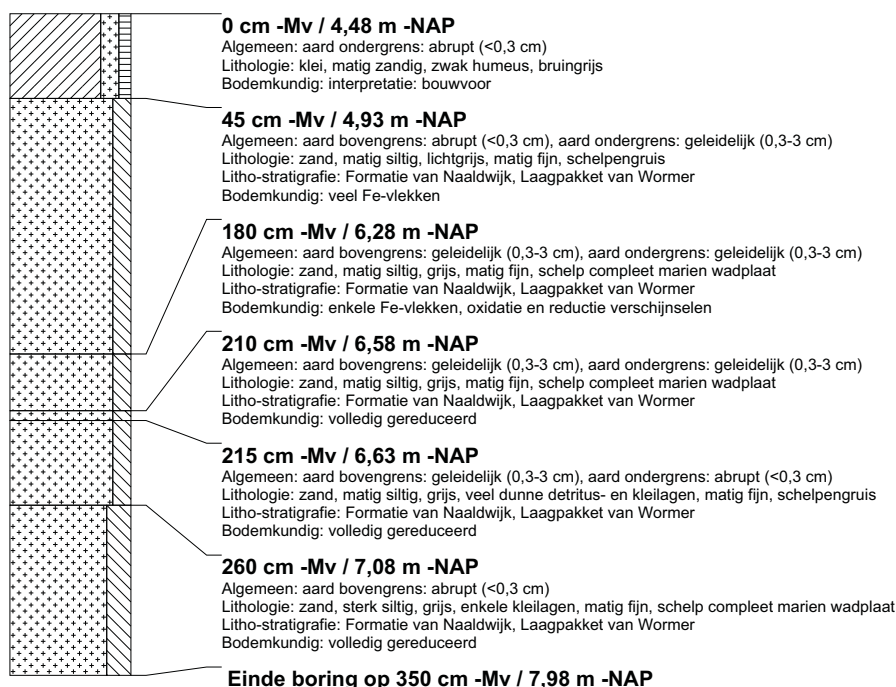 0 cm -Mv / 4,48 m -NAP
Algemeen: aard ondergrens: abrupt (<0,3 cm)
Lithologie: klei, matig zandig, zwak humeus, bruingrijs
Bodemkundig: interpretatie: bouwvoor
45 cm -Mv / 4,93 m -NAP
Algemeen: aard bovengrens: abrupt (<0,3 cm), aard ondergrens: geleidelijk (0,3-3 cm)
Lithologie: zand, matig siltig, lichtgrijs, matig fijn, schelpengruis
Litho-stratigrafie: Formatie van Naaldwijk, Laagpakket van Wormer
Bodemkundig: veel Fe-vlekken
180 cm -Mv / 6,28 m -NAP
Algemeen: aard bovengrens: geleidelijk (0,3-3 cm), aard ondergrens: geleidelijk (0,3-3 cm)
Lithologie: zand, matig siltig, grijs, matig fijn, schelp compleet marien wadplaat
Litho-stratigrafie: Formatie van Naaldwijk, Laagpakket van Wormer
Bodemkundig: enkele Fe-vlekken, oxidatie en reductie verschijnselen
210 cm -Mv / 6,58 m -NAP
Algemeen: aard bovengrens: geleidelijk (0,3-3 cm), aard ondergrens: geleidelijk (0,3-3 cm)
Lithologie: zand, matig siltig, grijs, matig fijn, schelp compleet marien wadplaat
Litho-stratigrafie: Formatie van Naaldwijk, Laagpakket van Wormer
Bodemkundig: volledig gereduceerd
215 cm -Mv / 6,63 m -NAP
Algemeen: aard bovengrens: geleidelijk (0,3-3 cm), aard ondergrens: abrupt (<0,3 cm)
Lithologie: zand, matig siltig, grijs, veel dunne detritus- en kleilagen, matig fijn, schelpengruis
Litho-stratigrafie: Formatie van Naaldwijk, Laagpakket van Wormer
Bodemkundig: volledig gereduceerd
260 cm -Mv / 7,08 m -NAP
Algemeen: aard bovengrens: abrupt (<0,3 cm)
Lithologie: zand, sterk siltig, grijs, enkele kleilagen, matig fijn, schelp compleet marien wadplaat
Litho-stratigrafie: Formatie van Naaldwijk, Laagpakket van Wormer
Bodemkundig: volledig gereduceerd
Einde boring op 350 cm -Mv / 7,98 m -NAP